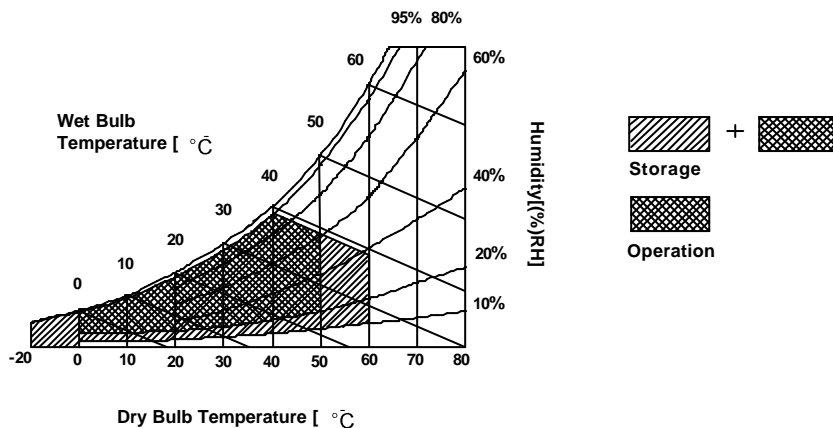 95% 80%
60
60%
Wet Bulb
Temperature [ °C
50
40
30
20
10
0
Humidity[(%)RH]
40%
20%
10%
-20 0 10 20 30 40 50 60 70 80
Dry Bulb Temperature [ °C
+
Storage
Operation